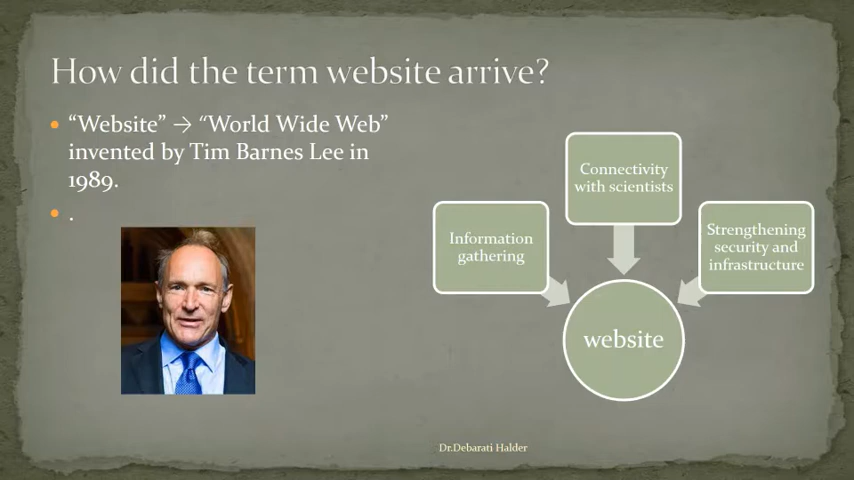 How did the term website arrive?
• “Website” → “World Wide Web”
invented by Tim Barnes Lee in
1989.
• .
Connectivity
with scientists
Information
gathering
Strengthening
security and
infrastructure
website
Dr.Debarati Halder